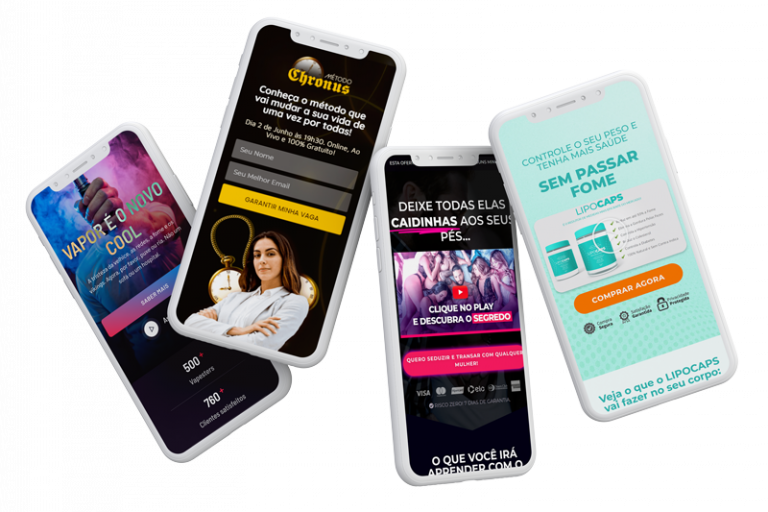 VAPOR É O NOVO
COOL
SABER MAIS
500+
Vapesters
760+
Clientes satisfeitos
MÉTODO
Chronus
Conheça o método que
vai mudar a sua vida de
uma vez por todas!
Dia 2 de Junho às 19h30. Online, Ao
Vivo e 100% Gratuito!
Seu Nome
Seu Melhor Email
GARANTIR MINHA VAGA
DEIXE TODAS ELAS
CAIDINHAS AOS SEUS
PÉS...
CLIQUE NO PLAY
E DESCUBRA O SEGREDO
QUERO SEDUZIR E TRANSAR COM QUALQUER
MULHER!
VISA
elo
O QUE VOCÊ IRÁ
APRENDER COM O
CONTROLE O SEU PESO E
TENHA MAIS SAÚDE
SEM PASSAR
FOME
LIPOCAPS
COMPRAR AGORA
Compra
Segura
Satisfação
Garantida
Privacidade
Protegida
Veja o que o LIPOCAPS
vai fazer no seu corpo: